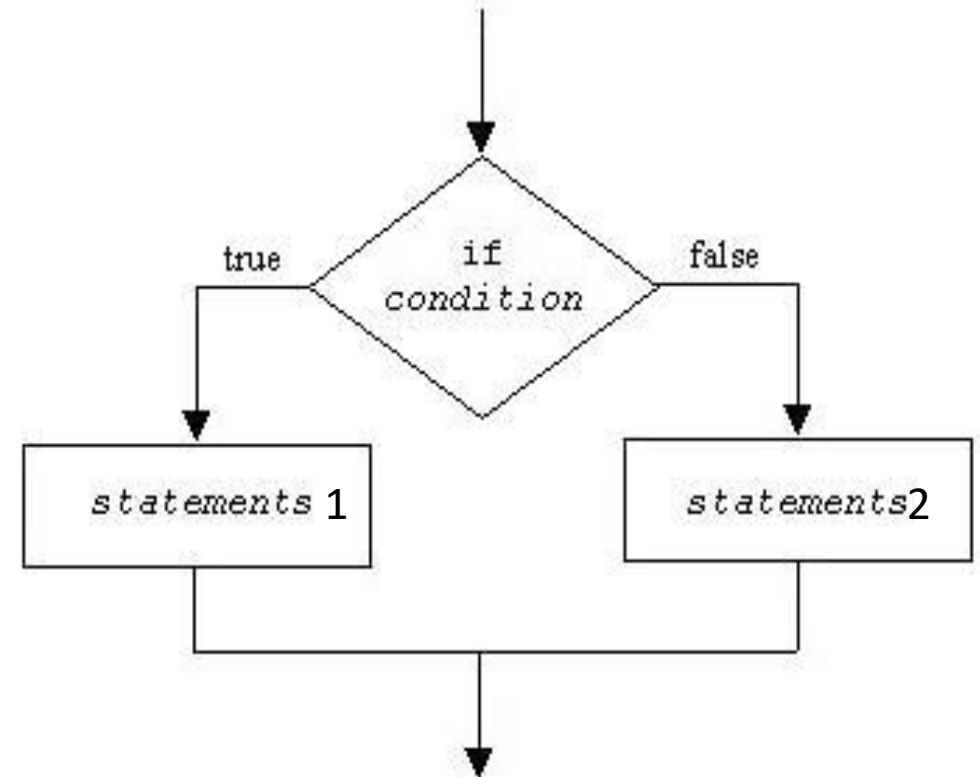 true
if
condition
false
statements 1
statements2